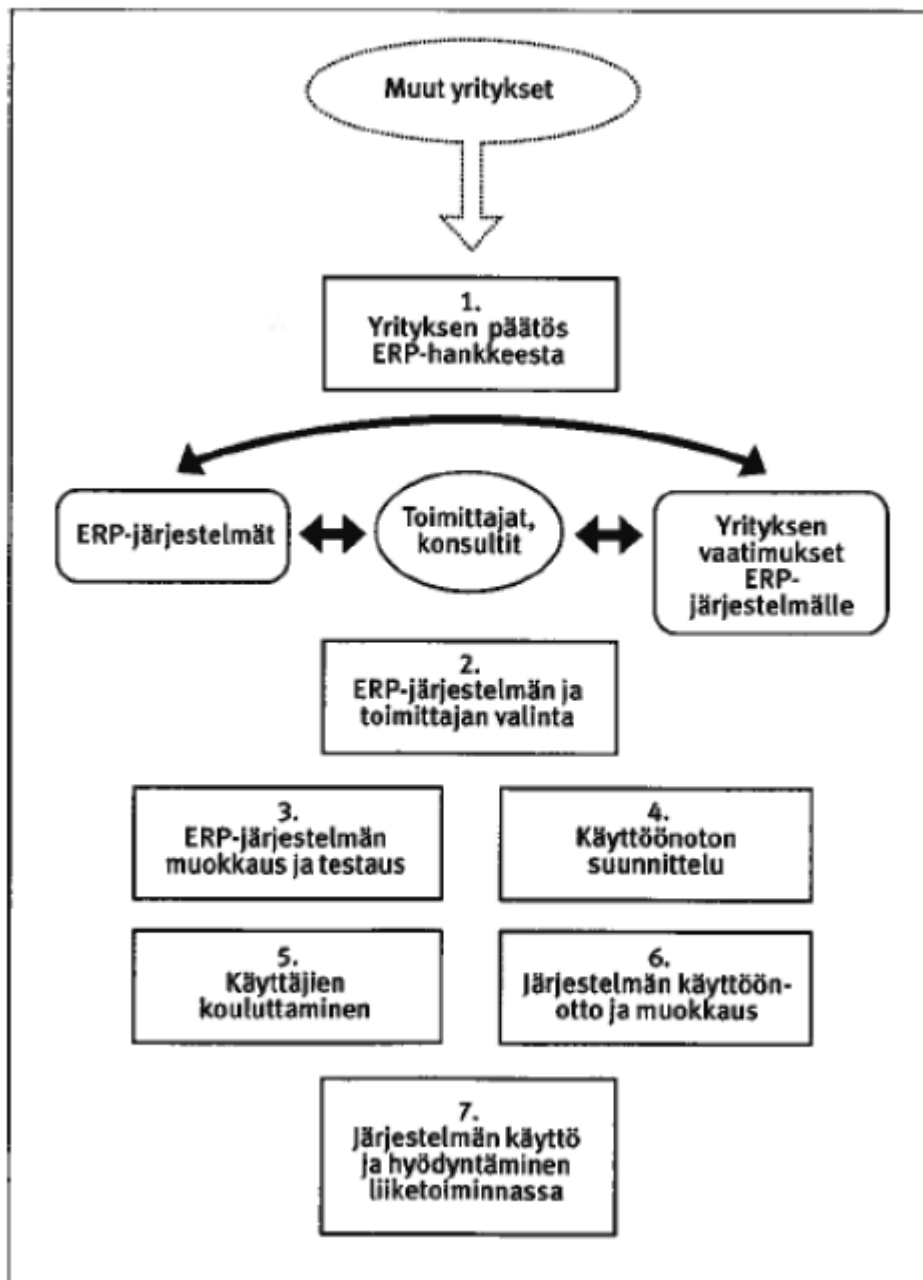 Muut yritykset
1.
Yrityksen päätös
ERP-hankkeesta
ERP-järjestelmät
Toimittajat,
konsultit
Yrityksen
vaatimukset
ERP-
järjestelmälle
2.
ERP-järjestelmän ja
toimittajan valinta
3.
ERP-järjestelmän
muokkaus ja testaus
4.
Käyttöönoton
suunnittelu
5.
Käyttäjien
kouluttaminen
6.
Järjestelmän käyttöön-
otto ja muokkaus
7.
Järjestelmän käyttö
ja hyödyntäminen
liiketoiminnassa